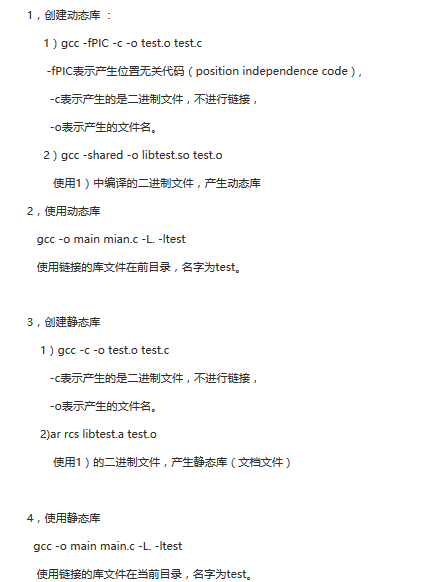 1，创建动态库 ：
1）gcc -fPIC -c -o test.o test.c
-fPIC表示产生位置无关代码（position independence code），
-c表示产生的是二进制文件，不进行链接，
-o表示产生的文件名。
2）gcc -shared -o libtest.so test.o
使用1）中编译的二进制文件，产生动态库
2，使用动态库
gcc -o main mian.c -L. -ltest
使用链接的库文件在前目录，名字为test。
3，创建静态库
1）gcc -c -o test.o test.c
-c表示产生的是二进制文件，不进行链接，
-o表示产生的文件名。
2)ar rcs libtest.a test.o
使用1）的二进制文件，产生静态库（文档文件）
4，使用静态库
gcc -o main main.c -L. -ltest
使用链接的库文件在当前目录，名字为test。